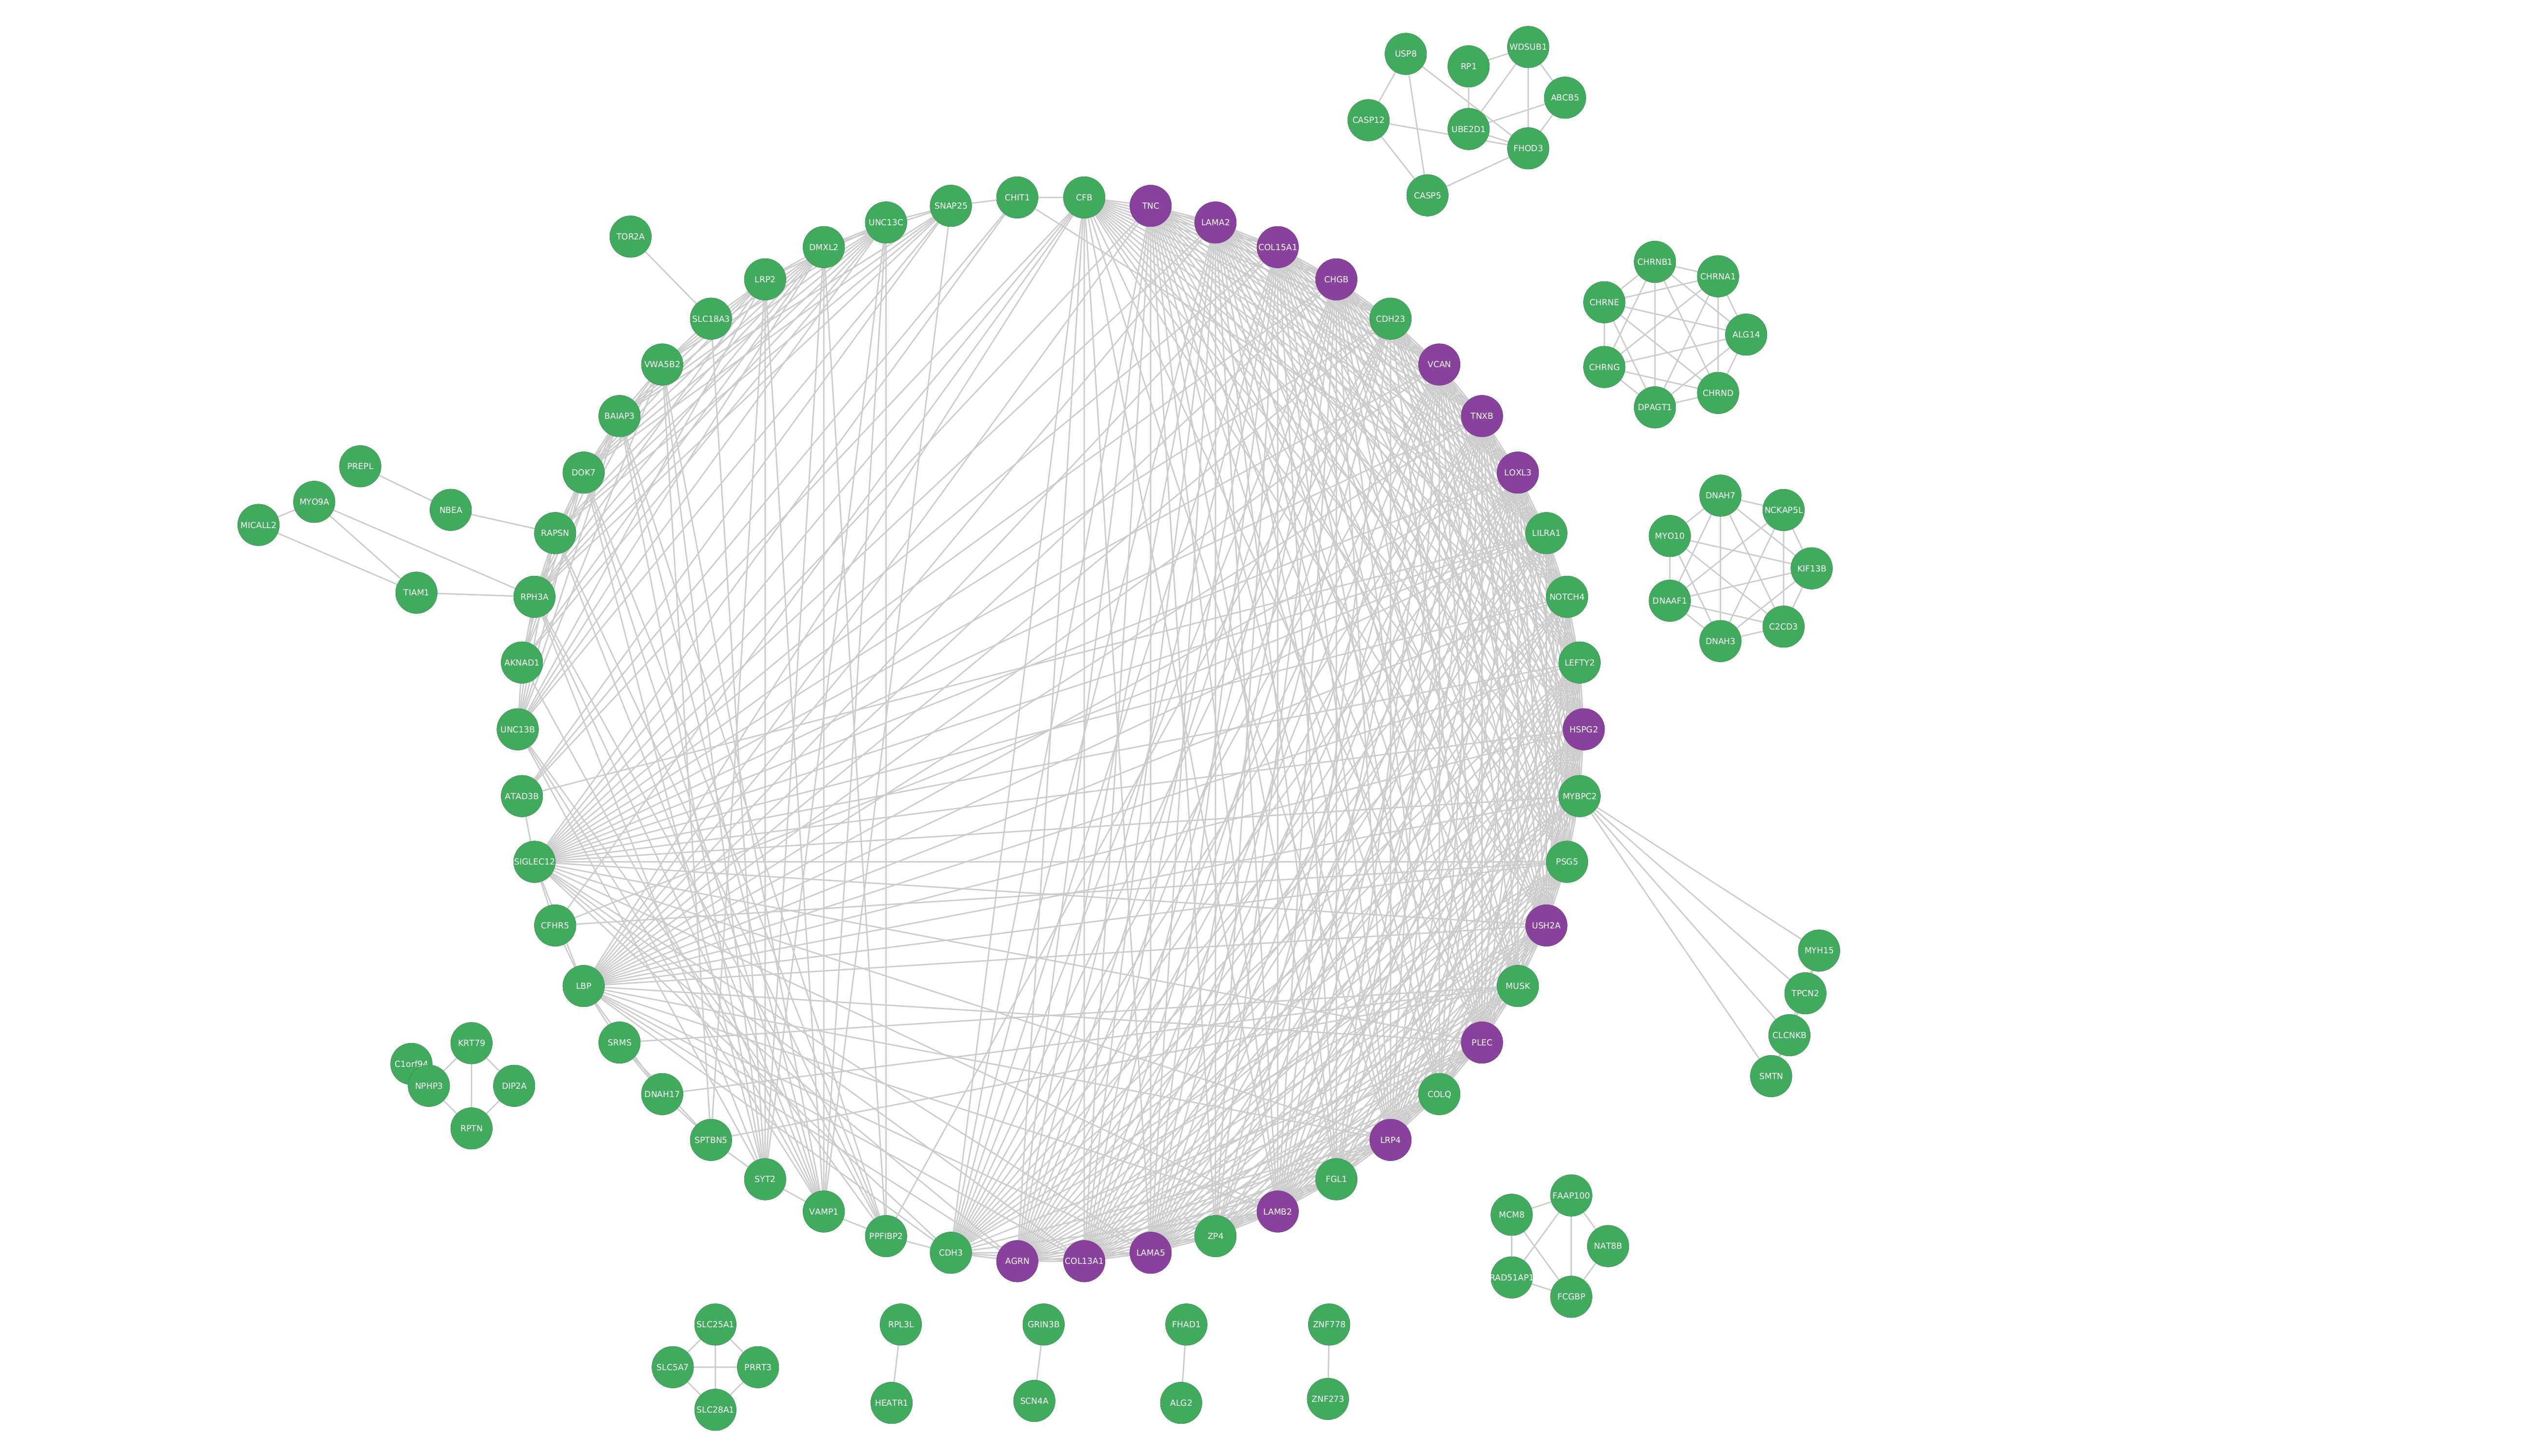 WDSUB1
USP8
RP1
ABCB5
CASP12
UBE2D1
FHOD3
CASP5
CHIT1
CFB
SNAP25
TNC
UNC13C
LAMA2
TOR2A
DMXL2
COL15A1
CHRNB1
CHRNA1
LRP2
CHGB
CHRNE
SLC18A3
CDH23
ALG14
VWA5B2
VCAN
CHRNG
CHRND
DPAGT1
BAIAP3
TNXB
PREPL
DOK7
LOXL3
DNAH7
MYO9A
NBEA
NCKAP5L
MICALL2
RAPSN
LILRA1
MYO10
KIF13B
TIAM1
RPH3A
NOTCH4
DNAAF1
C2CD3
DNAH3
AKNAD1
LEFTY2
UNC13B
HSPG2
ATAD3B
MYBPC2
SIGLEC12
PSG5
CFHR5
USH2A
MYH15
LBP
MUSK
TPCN2
CLCNKB
SRMS
PLEC
KRT79
C1orf94
SMTN
NPHP3
DIP2A
DNAH17
COLQ
RPTN
SPTBN5
LRP4
SYT2
FGL1
FAAP100
VAMP1
LAMB2
MCM8
PPFIBP2
ZP4
NAT8B
CDH3
LAMA5
AGRN
COL13A1
RAD51AP1
FCGBP
SLC25A1
RPL3L
GRIN3B
FHAD1
ZNF778
SLC5A7
PRRT3
SLC28A1
HEATR1
SCN4A
ALG2
ZNF273